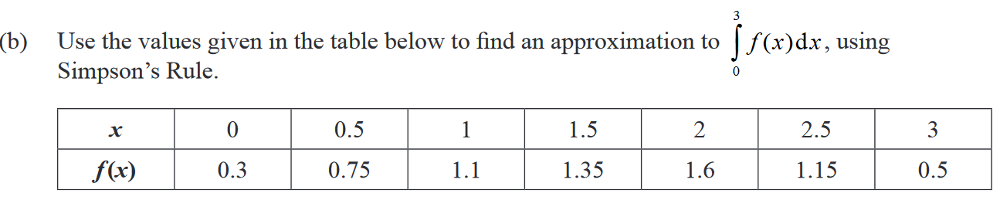 (b) Use the values given in the table below to find an approximation to ∫₀³ f(x)dx, using
Simpson’s Rule.
x 0 0.5 1 1.5 2 2.5 3
f(x) 0.3 0.75 1.1 1.35 1.6 1.15 0.5